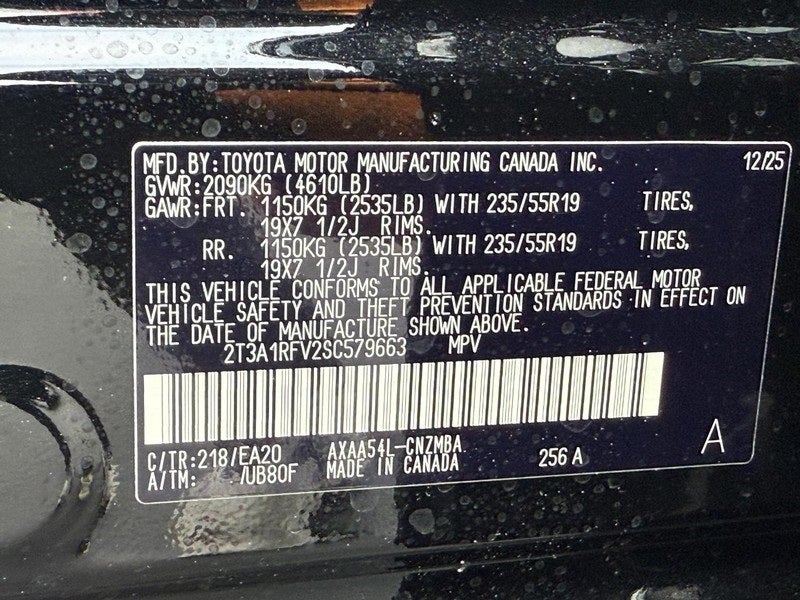 MFD. BY: TOYOTA MOTOR MANUFACTURING CANADA INC. 12/25
GVWR: 2090KG (4610LB)
GAWR: FRT. 1150KG (2535LB) WITH 235/55R19 TIRES,
19X7 1/2J RIMS.
RR. 1150KG (2535LB) WITH 235/55R19 TIRES,
19X7 1/2J RIMS.
THIS VEHICLE CONFORMS TO ALL APPLICABLE FEDERAL MOTOR
VEHICLE SAFETY AND THEFT PREVENTION STANDARDS IN EFFECT ON
THE DATE OF MANUFACTURE SHOWN ABOVE.
2T3A1RFV2SC579663 MPV
C/TR: 218/EA20 AXAA54L-CNZMBA 256 A A
A/TM: /UB80F MADE IN CANADA